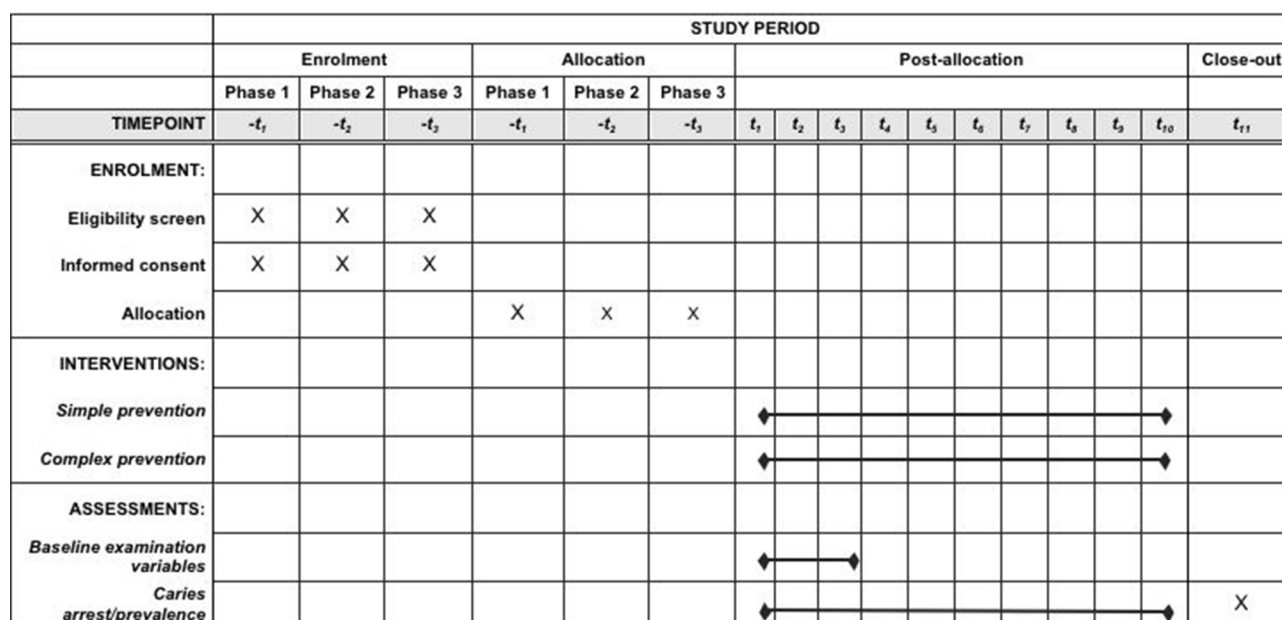 STUDY PERIOD
Enrolment Allocation Post-allocation Close-out
Phase 1 Phase 2 Phase 3 Phase 1 Phase 2 Phase 3
TIMEPOINT -t₁ -t₂ -t₃ -t₁ -t₂ -t₃ t₁ t₂ t₃ t₄ t₅ t₆ t₇ t₈ t₉ t₁₀ t₁₁
ENROLMENT:
Eligibility screen X X X
Informed consent X X X
Allocation X X X
INTERVENTIONS:
Simple prevention
Complex prevention
ASSESSMENTS:
Baseline examination
variables
Caries
arrest/prevalence X